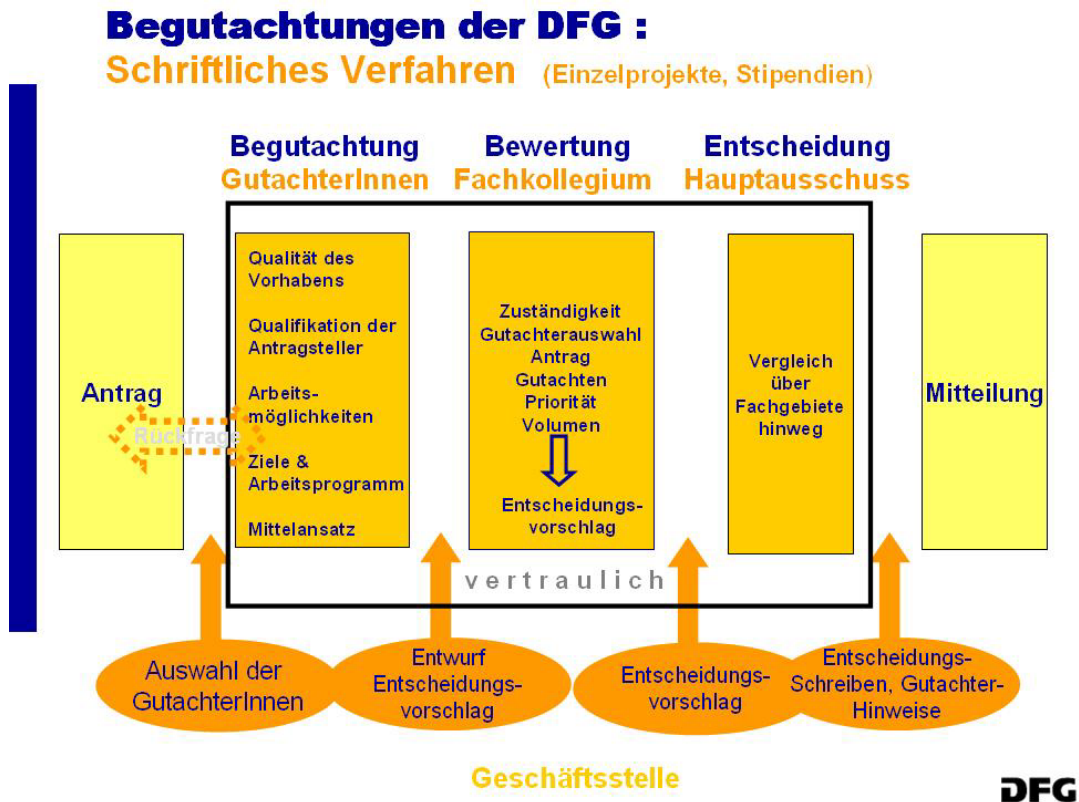 Begutachtungen der DFG :
Schriftliches Verfahren (Einzelprojekte, Stipendien)
Begutachtung
GutachterInnen
Bewertung
Fachkollegium
Entscheidung
Hauptausschuss
Antrag
Rückfrage
Qualität des
Vorhabens
Qualifikation der
Antragsteller
Arbeits-
möglichkeiten
Ziele &
Arbeitsprogramm
Mittelansatz
Zuständigkeit
Gutachterauswahl
Antrag
Gutachten
Priorität
Volumen
Entscheidungs-
vorschlag
Vergleich
über
Fachgebiete
hinweg
Mitteilung
vertraulich
Auswahl der
GutachterInnen
Entwurf
Entscheidungs-
vorschlag
Entscheidungs-
vorschlag
Entscheidungs-
Schreiben, Gutachter-
Hinweise
Geschäftsstelle
DFG